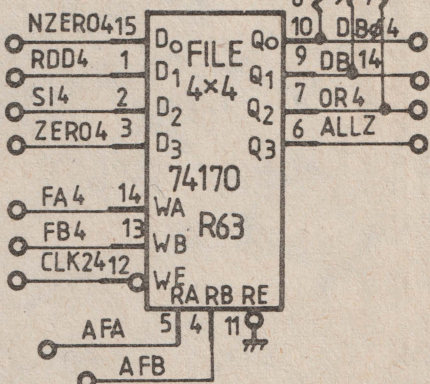 NZERO4 15 D0 FILE Q0 10 DBø4
RDD4 1 D1 4×4 Q1 9 DB14
SI4 2 D2 Q2 7 OR4
ZERO4 3 D3 Q3 6 ALLZ
74170
FA4 14 WA R63
FB4 13 WB
CLK24 12 WE
RA RB RE
5 4 11
AFA
AFB